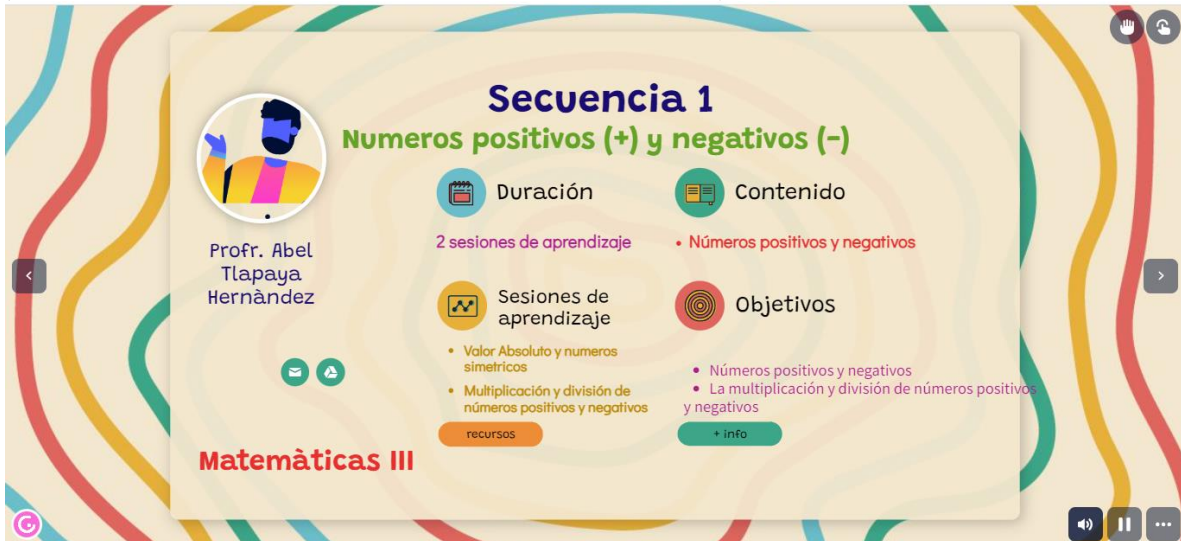 Secuencia 1
Numeros positivos (+) y negativos (-)
Duración
2 sesiones de aprendizaje
Contenido
• Números positivos y negativos
Profr. Abel
Tlapaya
Hernàndez
Sesiones de
aprendizaje
• Valor Absoluto y numeros
simetricos
• Multiplicación y división de
números positivos y negativos
recursos
Objetivos
• Números positivos y negativos
• La multiplicación y división de números positivos
y negativos
+ info
Matemàticas III